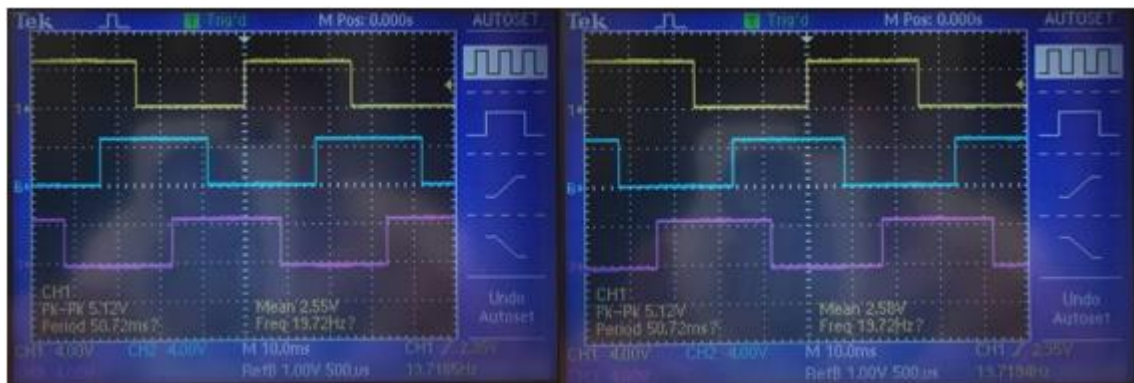 Tek
Trig'd
M Pos: 0.000s
AUTOSET
CH1
PK-PK 5.12V
Mean 2.55V
Period 50.72ms?
Freq 19.72Hz?
Undo
Autoset
CH1 4.00V
CH2 4.00V
M 10.0ms
CH1
RefB 1.00V 500us
Tek
Trig'd
M Pos: 0.000s
AUTOSET
CH1
PK-PK 5.12V
Mean 2.58V
Period 50.72ms?
Freq 19.72Hz?
Undo
Autoset
CH1 4.00V
CH2 4.00V
M 10.0ms
CH1
RefB 1.00V 500us